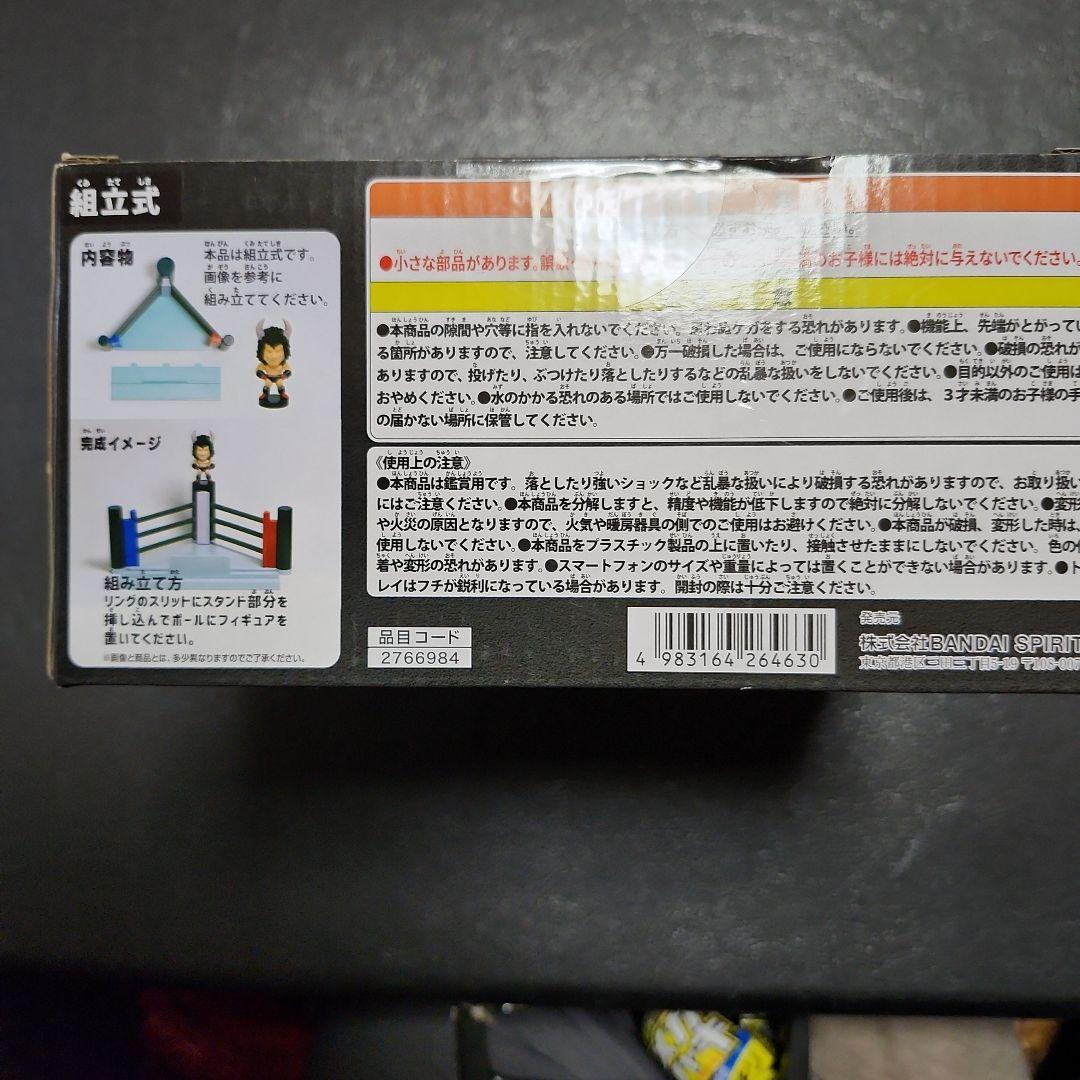 組立式
内容物
本品は組立式です。
画像を参考に
組み立ててください。
完成イメージ
組み立て方
リングのスリットにスタンド部分を
挿し込んでポールにフィギュアを
置いてください。
※画像と商品とは、多少異なりますのでご了承ください。
●小さな部品があります。誤
のお子様には絶対に与えないでください。
●本商品の隙間や穴等に指を入れないでください。思わぬケガをする恐れがあります。●機能上、先端がとがってい
る箇所がありますので、注意してください。●万一破損した場合は、ご使用にならないでください。●破損の恐れが
ありますので、投げたり、ぶつけたり落としたりするなどの乱暴な扱いをしないでください。●目的以外のご使用は
おやめください。●水のかかる恐れのある場所ではご使用しないでください。●ご使用後は、3才未満のお子様の手
の届かない場所に保管してください。
《使用上の注意》
●本商品は鑑賞用です。落としたり強いショックなど乱暴な扱いにより破損する恐れがあります。お取り扱い
にはご注意ください。●本商品を分解しますと、精度や機能が低下しますので絶対に分解しないでください。●変形
や火災の原因となりますので、火気や暖房器具の側でのご使用はお避けください。●本商品が破損、変形した時は、
使用しないでください。●本商品をプラスチック製品の上に置いたり、接触させたままにしないでください。色の
着や変形の恐れがあります。●スマートフォンのサイズや重量によっては置くことができない場合があります。●ト
レイはフチが鋭利になっている場合があります。開封の際は十分ご注意ください。
品目コード
2766984
4 983164 264630
発売元
株式会社BANDAI SPIRIT
東京都港区三田三丁目5-19 〒108-00